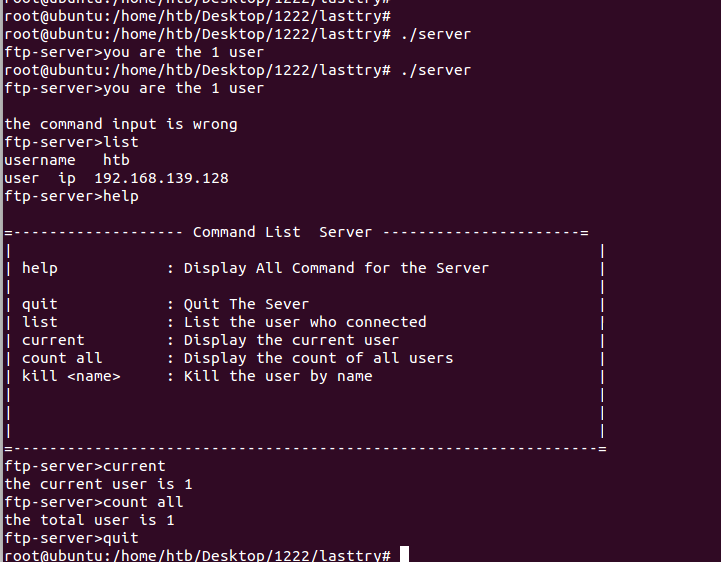 root@ubuntu:/home/htb/Desktop/1222/lasttry#
root@ubuntu:/home/htb/Desktop/1222/lasttry#
root@ubuntu:/home/htb/Desktop/1222/lasttry# ./server
ftp-server>you are the 1 user
root@ubuntu:/home/htb/Desktop/1222/lasttry# ./server
ftp-server>you are the 1 user

the command input is wrong
ftp-server>list
username   htb
user  ip  192.168.139.128
ftp-server>help

=------------------- Command List  Server ----------------------=
|                                                                 |
| help            : Display All Command for the Server            |
|                                                                 |
| quit            : Quit The Sever                                |
| list            : List the user who connected                   |
| current         : Display the current user                      |
| count all       : Display the count of all users                |
| kill <name>     : Kill the user by name                         |
|                                                                 |
|                                                                 |
|                                                                 |
=-----------------------------------------------------------------=
ftp-server>current
the current user is 1
ftp-server>count all
the total user is 1
ftp-server>quit
root@ubuntu:/home/htb/Desktop/1222/lasttry#